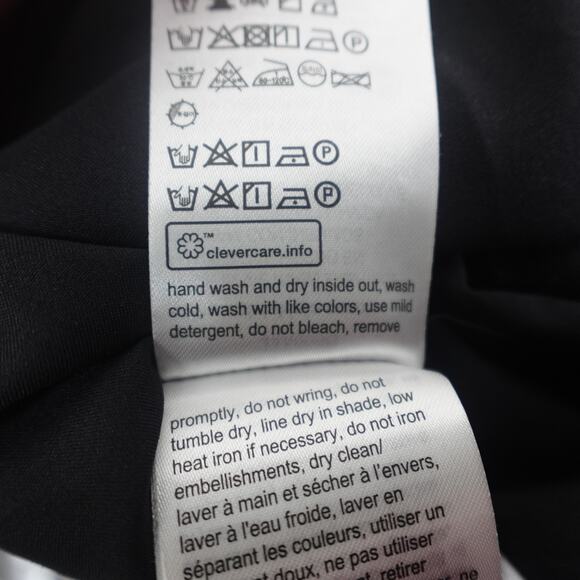 P
P
P
™
clevercare.info
hand wash and dry inside out, wash
cold, wash with like colors, use mild
detergent, do not bleach, remove
promptly, do not wring, do not
tumble dry, line dry in shade, low
heat iron if necessary, do not iron
embellishments, dry clean/
laver à main et sécher à l'envers,
laver à l'eau froide, laver en
séparant les couleurs, utiliser un
doux, ne pas utiliser
retirer
ne